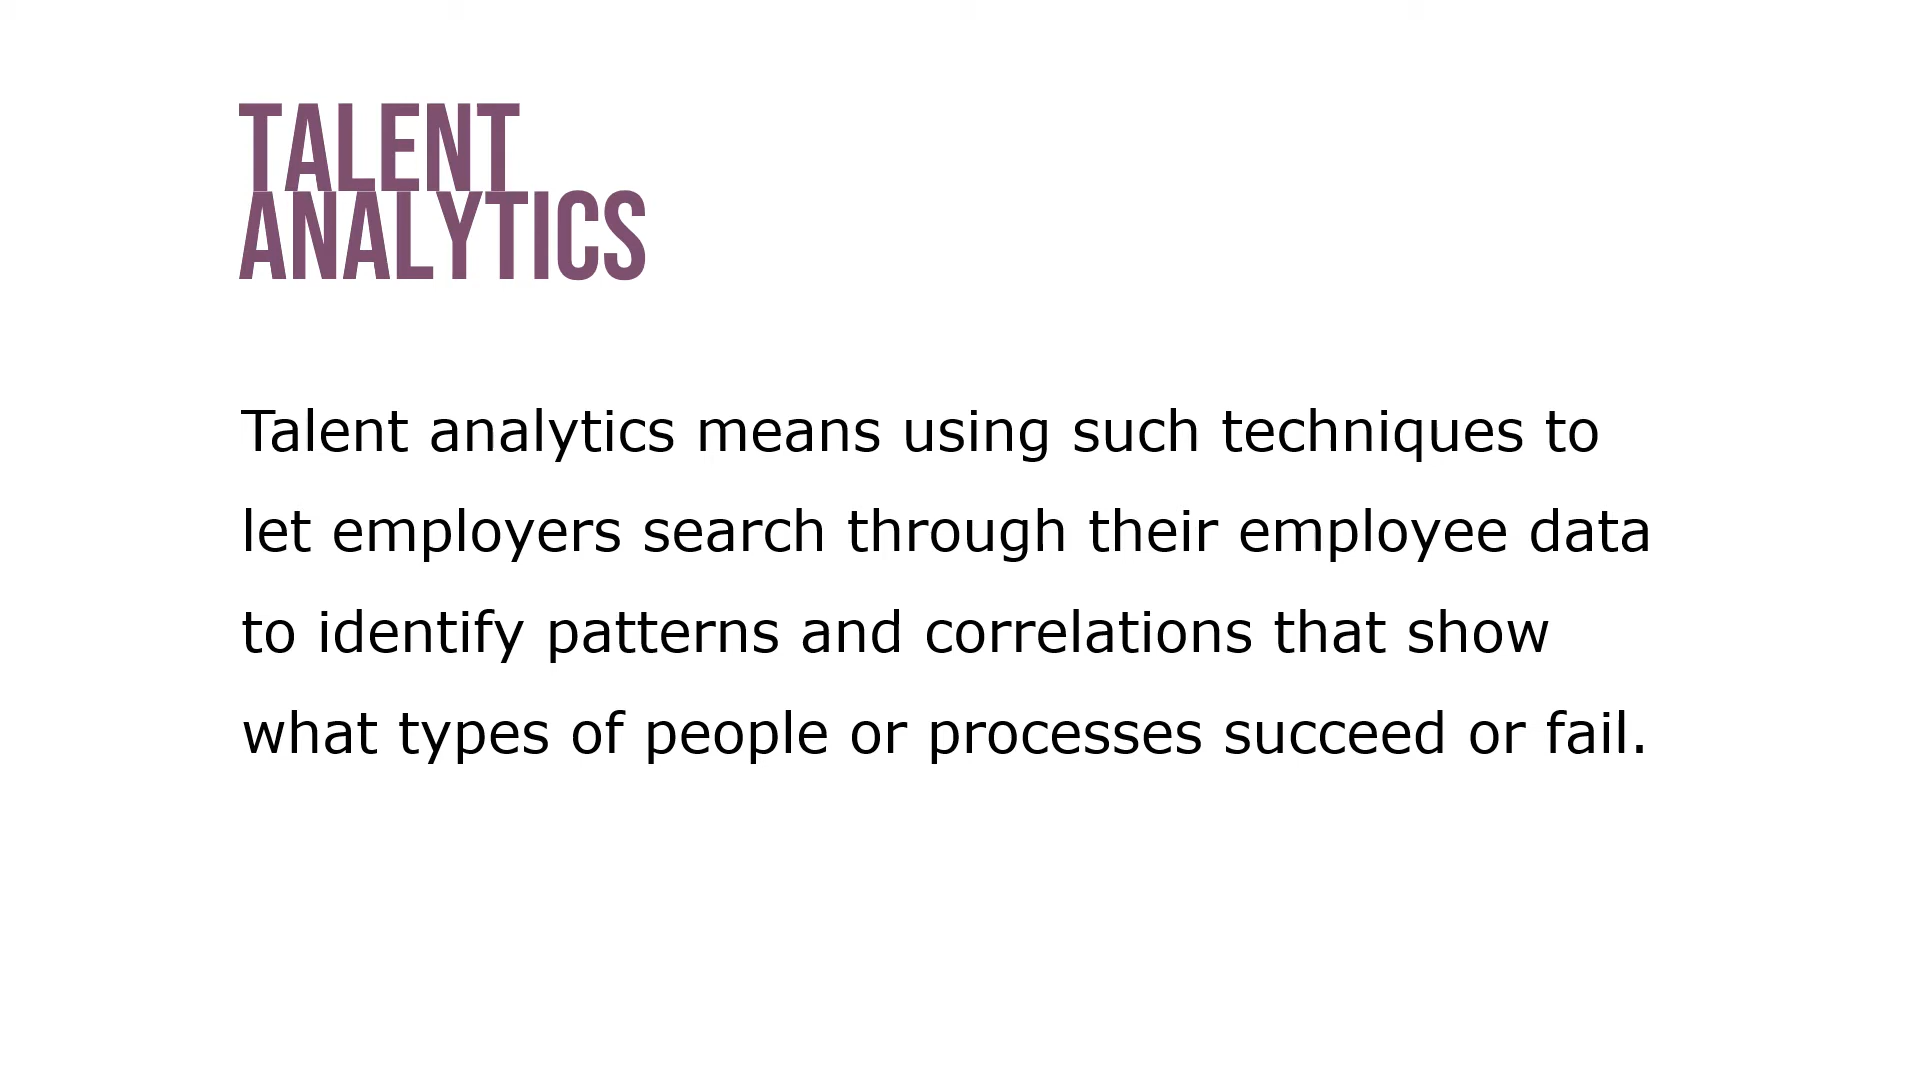 TALENT
ANALYTICS
Talent analytics means using such techniques to
let employers search through their employee data
to identify patterns and correlations that show
what types of people or processes succeed or fail.